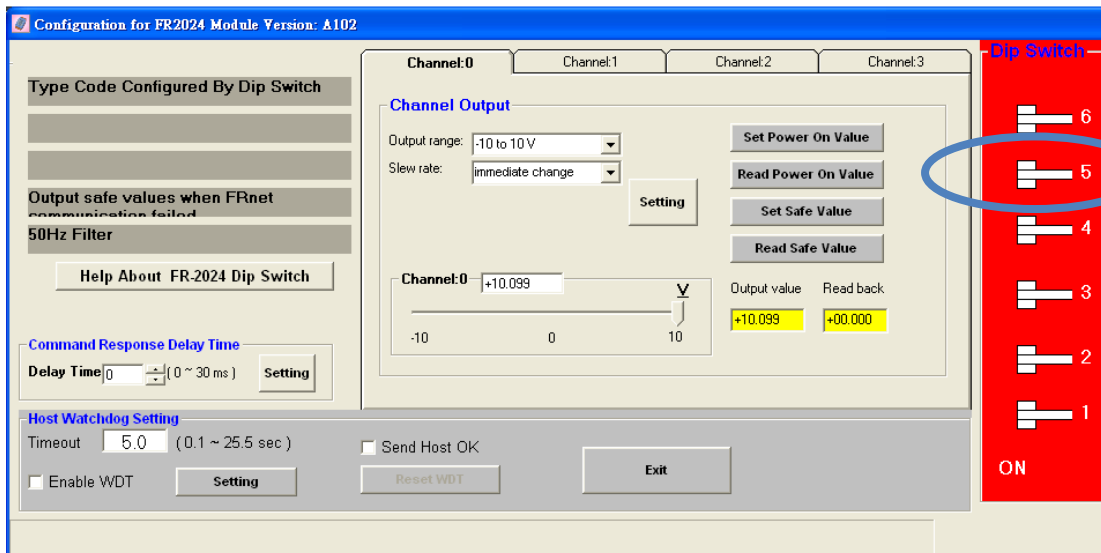 Configuration for FR2024 Module Version: A102
Type Code Configured By Dip Switch
Output safe values when FRnet
communication failed
50Hz Filter
Help About FR-2024 Dip Switch
Command Response Delay Time
Delay Time 0 ( 0 ~ 30 ms ) Setting
Channel:0 Channel:1 Channel:2 Channel:3
Channel Output
Output range: -10 to 10 V
Slew rate: immediate change
Setting
Set Power On Value
Read Power On Value
Set Safe Value
Read Safe Value
Channel:0 +10.099
V
-10 0 10
Output value Read back
+10.099 +00.000
Host Watchdog Setting
Timeout 5.0 ( 0.1 ~ 25.5 sec )
Enable WDT Setting
Send Host OK
Reset WDT
Exit
Dip Switch
6
5
4
3
2
1
ON